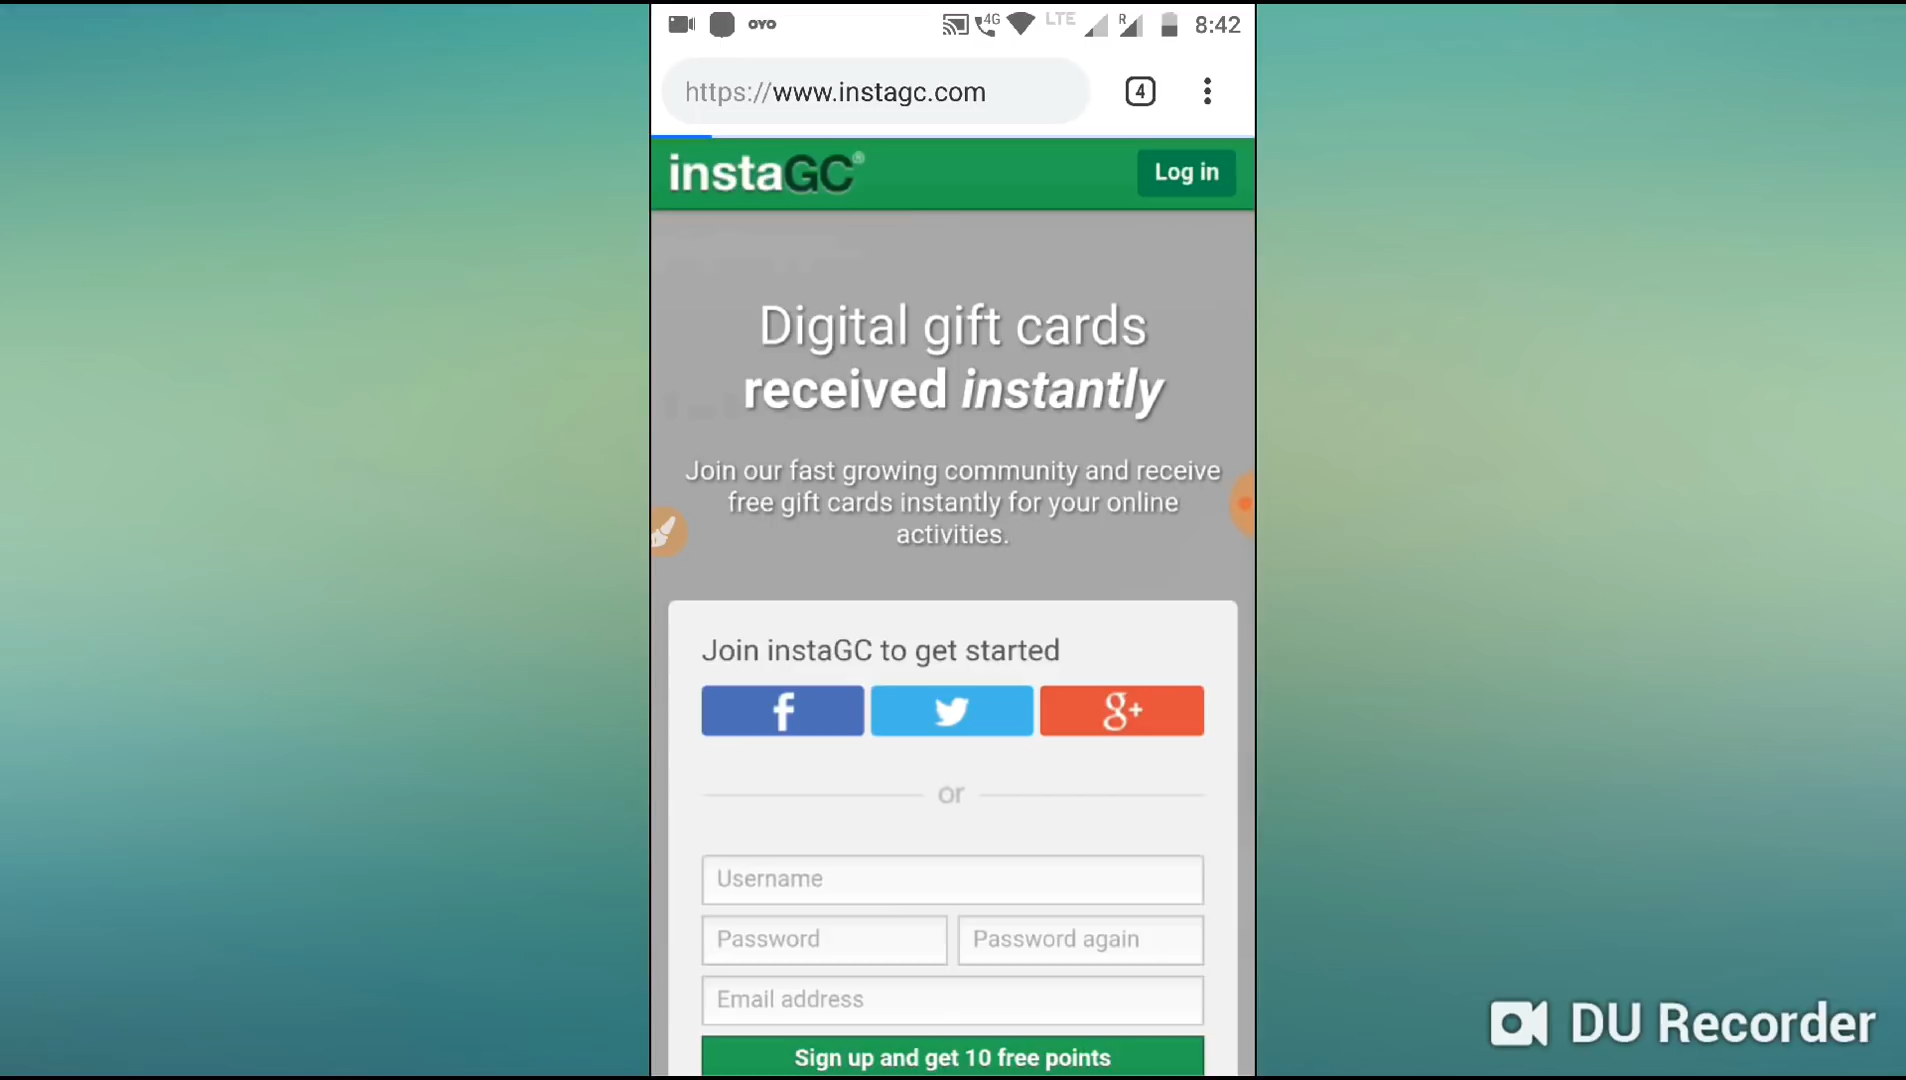 OYO 4G LTE R 8:42
https://www.instagc.com 4
instaGC® Log in
Digital gift cards
received instantly
Join our fast growing community and receive
free gift cards instantly for your online
activities.
Join instaGC to get started
f g+
or
Username
Password Password again
Email address
Sign up and get 10 free points
DU Recorder